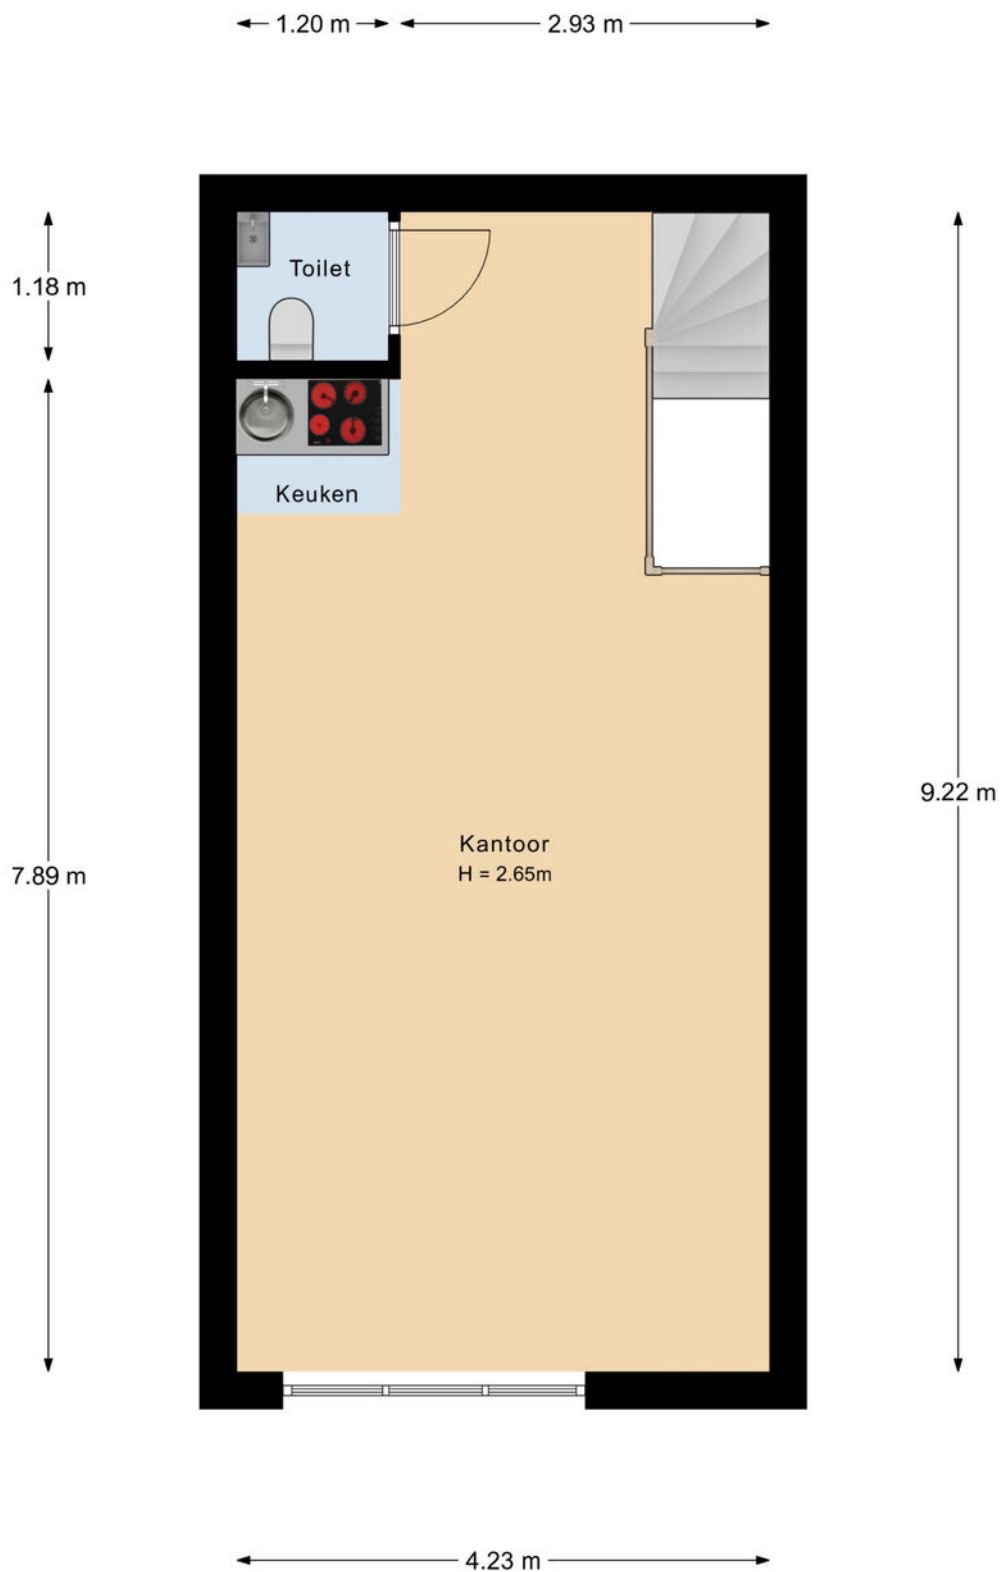 1.20 m
2.93 m
Toilet
1.18 m
Keuken
9.22 m
Kantoor
H = 2.65m
7.89 m
4.23 m